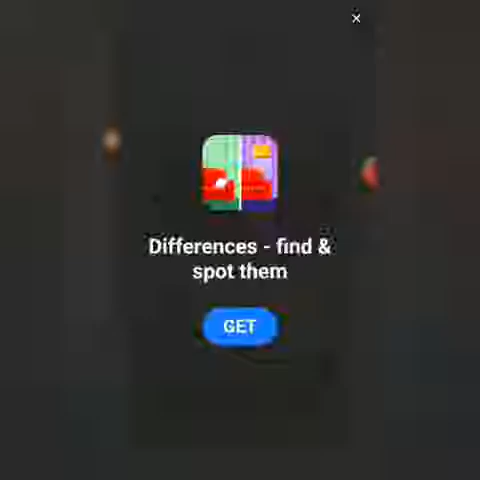 ×
Differences - find &
spot them
GET